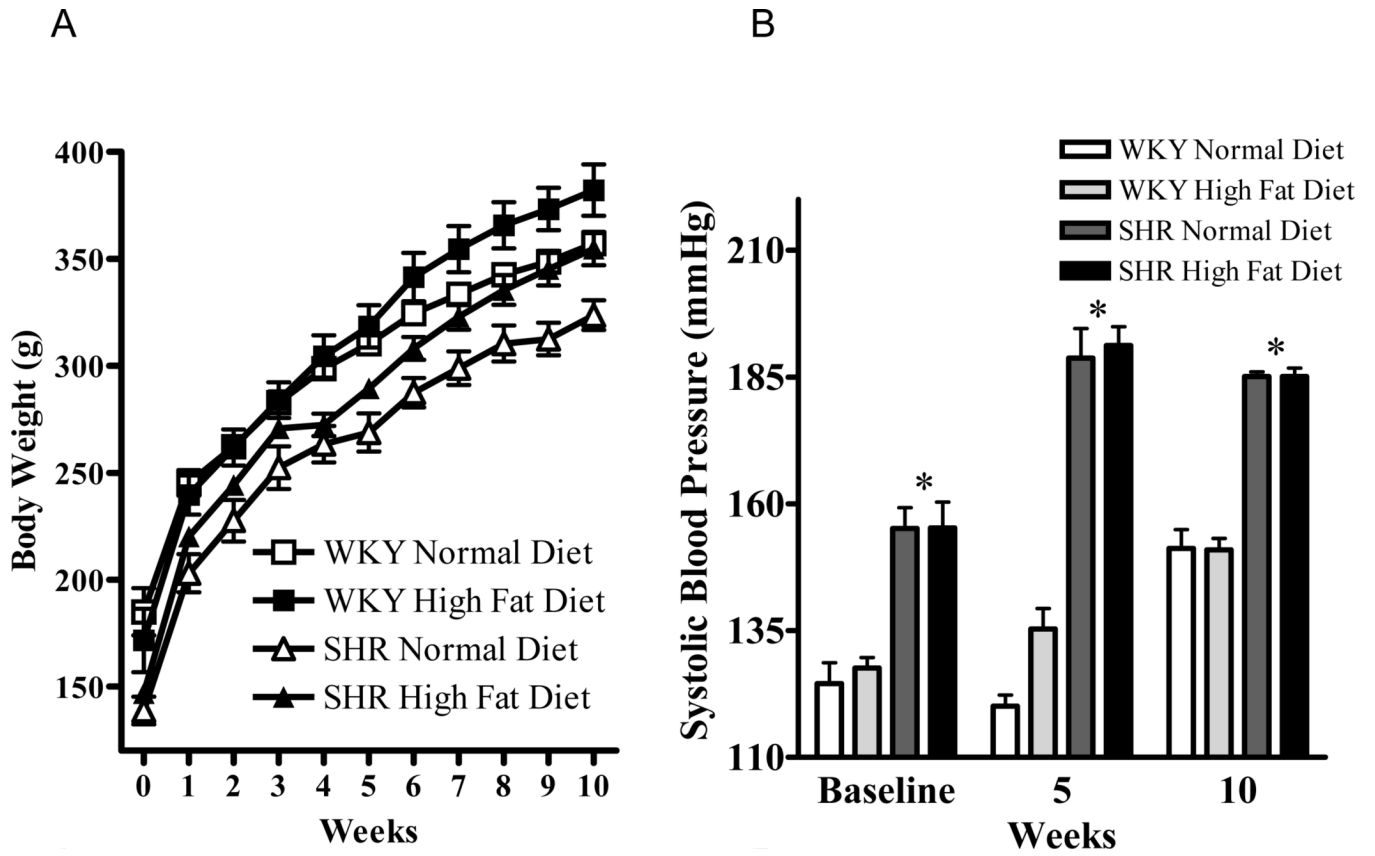 A
400
350
300
250
200
150
Body Weight (g)
WKY Normal Diet
WKY High Fat Diet
SHR Normal Diet
SHR High Fat Diet
0 1 2 3 4 5 6 7 8 9 10
Weeks
B
WKY Normal Diet
WKY High Fat Diet
SHR Normal Diet
SHR High Fat Diet
210
185
160
135
110
Systolic Blood Pressure (mmHg)
*
*
*
Baseline 5 10
Weeks